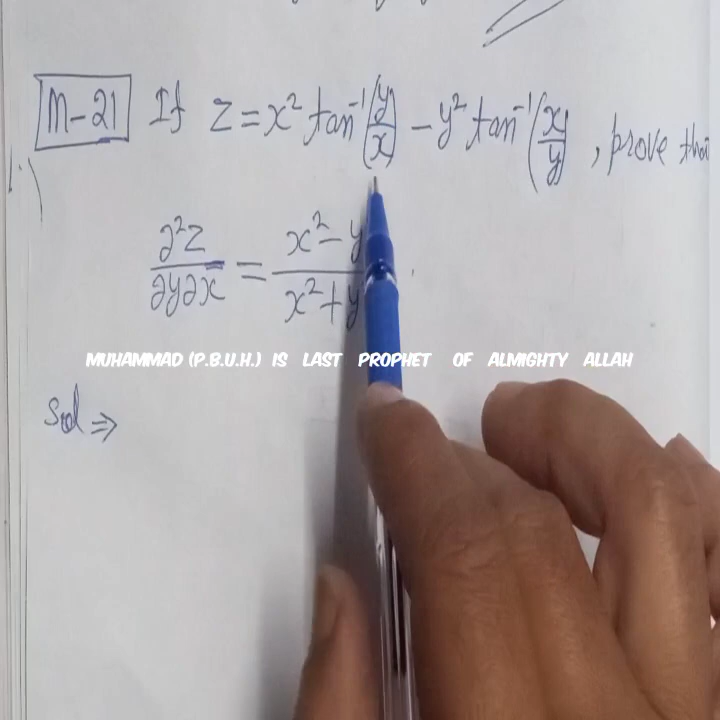 M-21 If z = x² tan⁻¹(y/x) - y² tan⁻¹(x/y), prove that
∂²z/∂y∂x = x² - y / x² + y
MUHAMMAD (P.B.U.H.) IS LAST PROPHET OF ALMIGHTY ALLAH
Sol ⇒